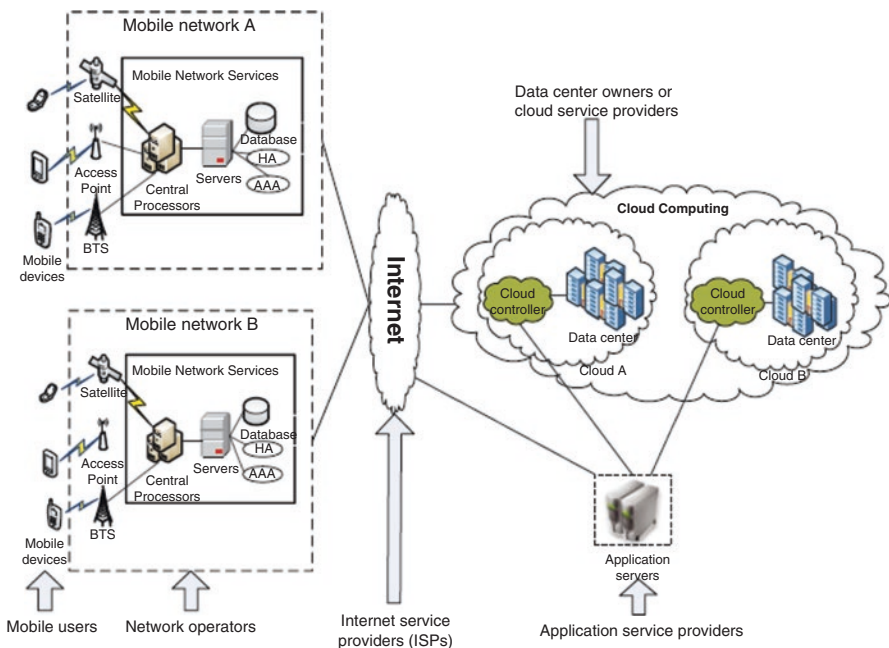 Mobile network A
Mobile Network Services
Satellite
Database
HA
AAA
Access
Point
Central
Processors
Servers
BTS
Mobile
devices
Mobile network B
Mobile Network Services
Satellite
Database
HA
AAA
Access
Point
Central
Processors
Servers
BTS
Mobile
devices
Mobile users
Network operators
Internet
Internet service
providers (ISPs)
Data center owners or
cloud service providers
Cloud Computing
Cloud
controller
Data center
Cloud A
Cloud
controller
Data center
Cloud B
Application
servers
Application service providers